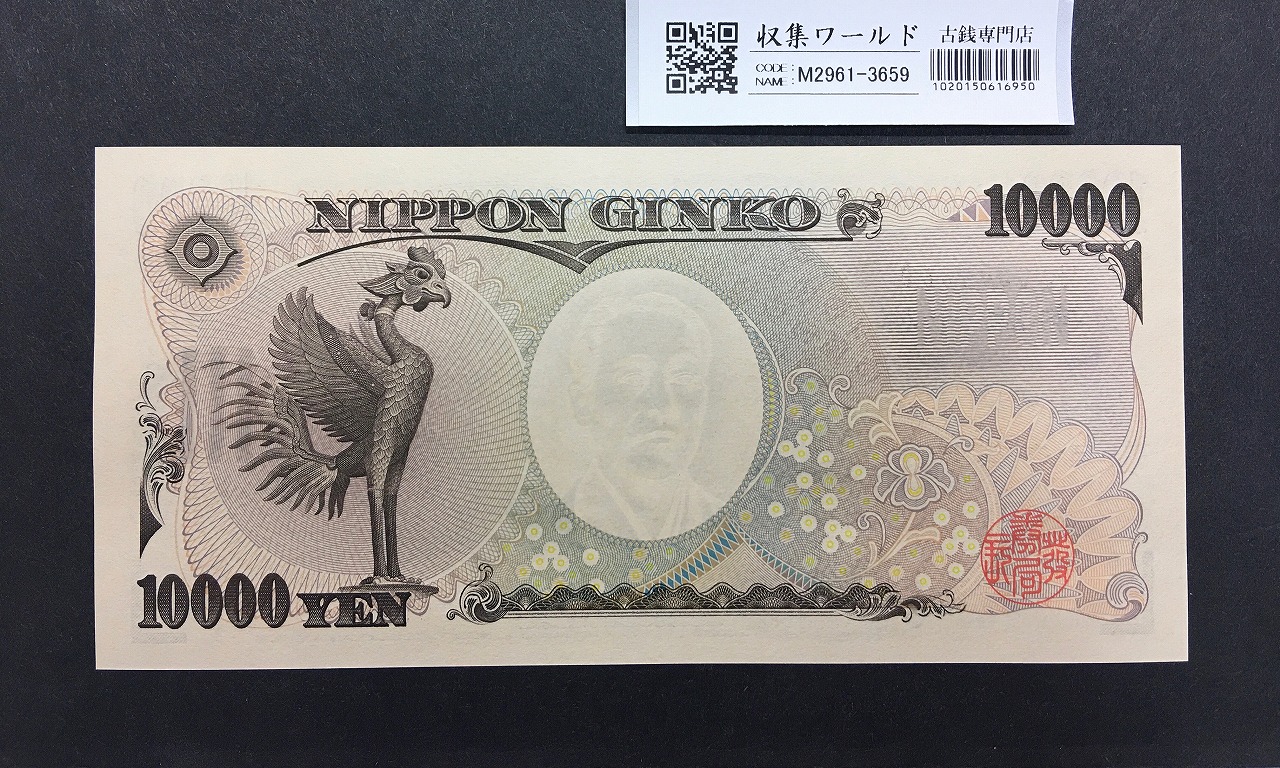 収集ワールド 古銭専門店
CODE:
NAME: M2961-3659
1020150616950
NIPPON GINKO
10000
NIPPON
10000 YEN